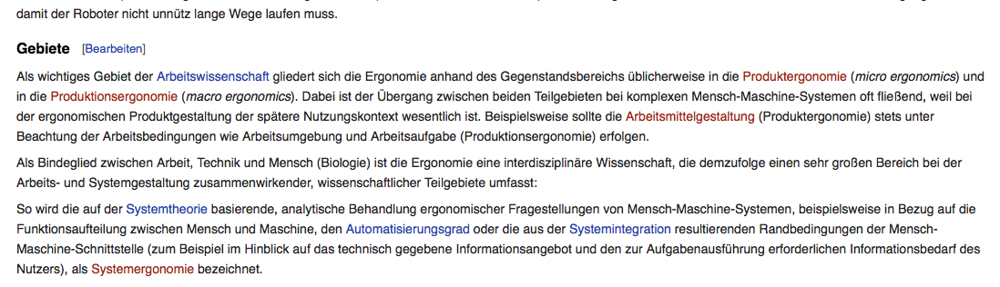 damit der Roboter nicht unnütz lange Wege laufen muss.
Gebiete [Bearbeiten]
Als wichtiges Gebiet der Arbeitswissenschaft gliedert sich die Ergonomie anhand des Gegenstandsbereichs üblicherweise in die Produktergonomie (micro ergonomics) und
in die Produktionsergonomie (macro ergonomics). Dabei ist der Übergang zwischen beiden Teilgebieten bei komplexen Mensch-Maschine-Systemen oft fließend, weil bei
der ergonomischen Produktgestaltung der spätere Nutzungskontext wesentlich ist. Beispielsweise sollte die Arbeitsmittelgestaltung (Produktergonomie) stets unter
Beachtung der Arbeitsbedingungen wie Arbeitsumgebung und Arbeitsaufgabe (Produktionsergonomie) erfolgen.
Als Bindeglied zwischen Arbeit, Technik und Mensch (Biologie) ist die Ergonomie eine interdisziplinäre Wissenschaft, die demzufolge einen sehr großen Bereich bei der
Arbeits- und Systemgestaltung zusammenwirkender, wissenschaftlicher Teilgebiete umfasst:
So wird die auf der Systemtheorie basierende, analytische Behandlung ergonomischer Fragestellungen von Mensch-Maschine-Systemen, beispielsweise in Bezug auf die
Funktionsaufteilung zwischen Mensch und Maschine, den Automatisierungsgrad oder die aus der Systemintegration resultierenden Randbedingungen der Mensch-
Maschine-Schnittstelle (zum Beispiel im Hinblick auf das technisch gegebene Informationsangebot und den zur Aufgabenausführung erforderlichen Informationsbedarf des
Nutzers), als Systemergonomie bezeichnet.